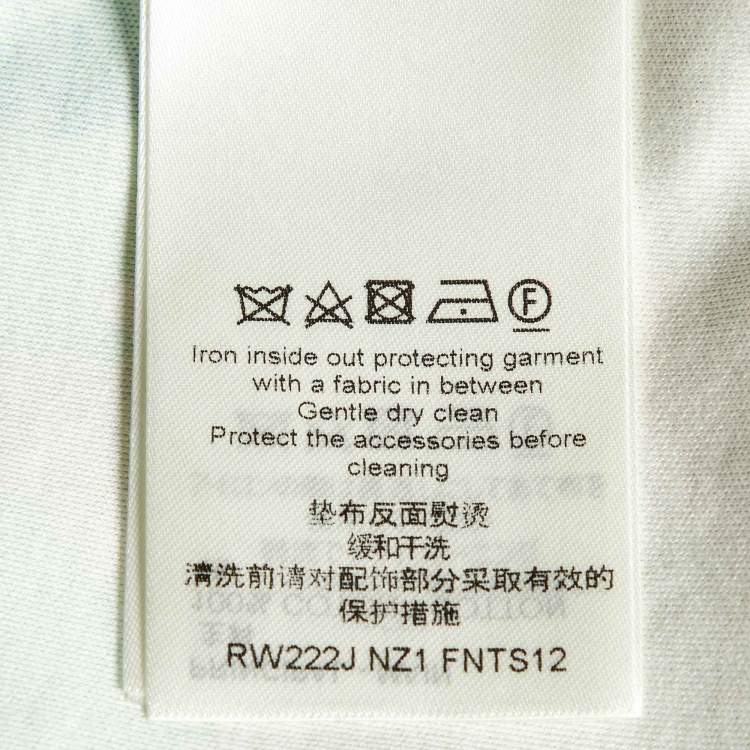 F
Iron inside out protecting garment
with a fabric in between
Gentle dry clean
Protect the accessories before
cleaning
垫布反面熨烫
缓和干洗
清洗前请对配饰部分采取有效的
保护措施
RW222J NZ1 FNTS12